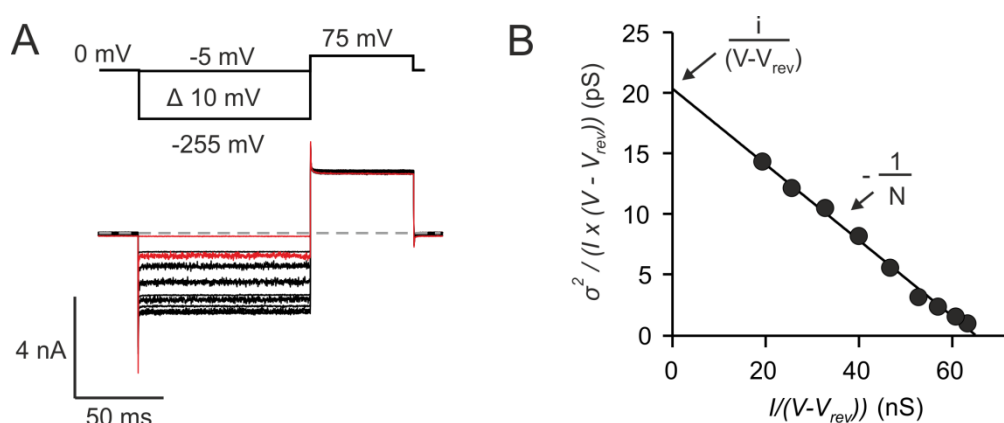 A
0 mV
-5 mV
75 mV
Δ 10 mV
-255 mV
4 nA
50 ms
B
25
20
15
10
5
0
0
20
40
60
σ² / (I x (V - Vrev)) (pS)
i
(V-Vrev)
- 1
N
I/(V-Vrev)) (nS)